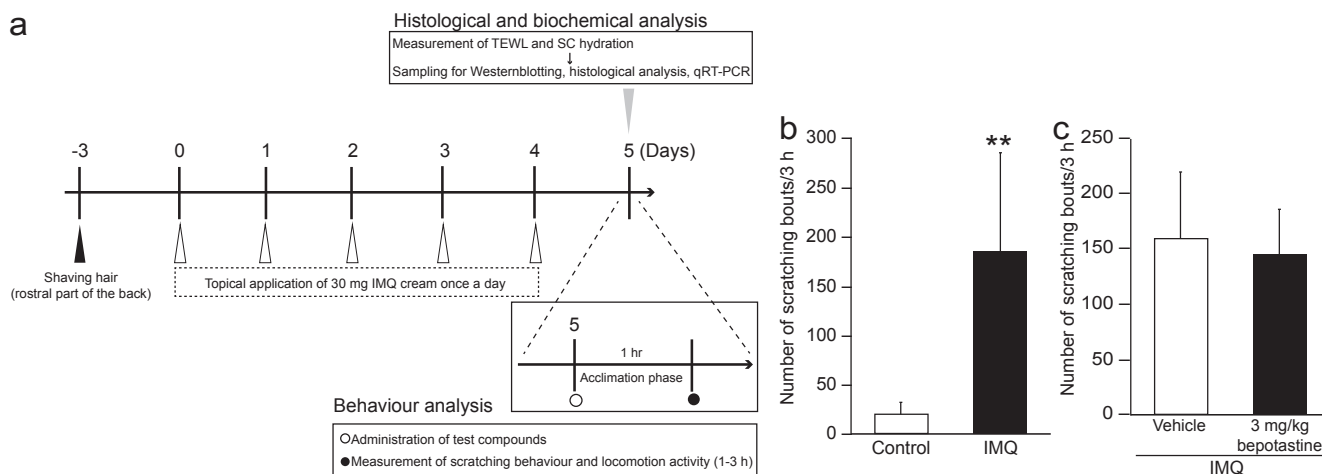 a
Histological and biochemical analysis
Measurement of TEWL and SC hydration
↓
Sampling for Westernblotting, histological analysis, qRT-PCR
-3 0 1 2 3 4 5 (Days)
Shaving hair
(rostral part of the back)
Topical application of 30 mg IMQ cream once a day
5
1 hr
Acclimation phase
Behaviour analysis
○Administration of test compounds
●Measurement of scratching behaviour and locomotion activity (1-3 h)
b
Number of scratching bouts/3 h
300
250
200
150
100
50
0
**
Control IMQ
c
Number of scratching bouts/3 h
250
200
150
100
50
0
Vehicle 3 mg/kg
bepotastine
IMQ